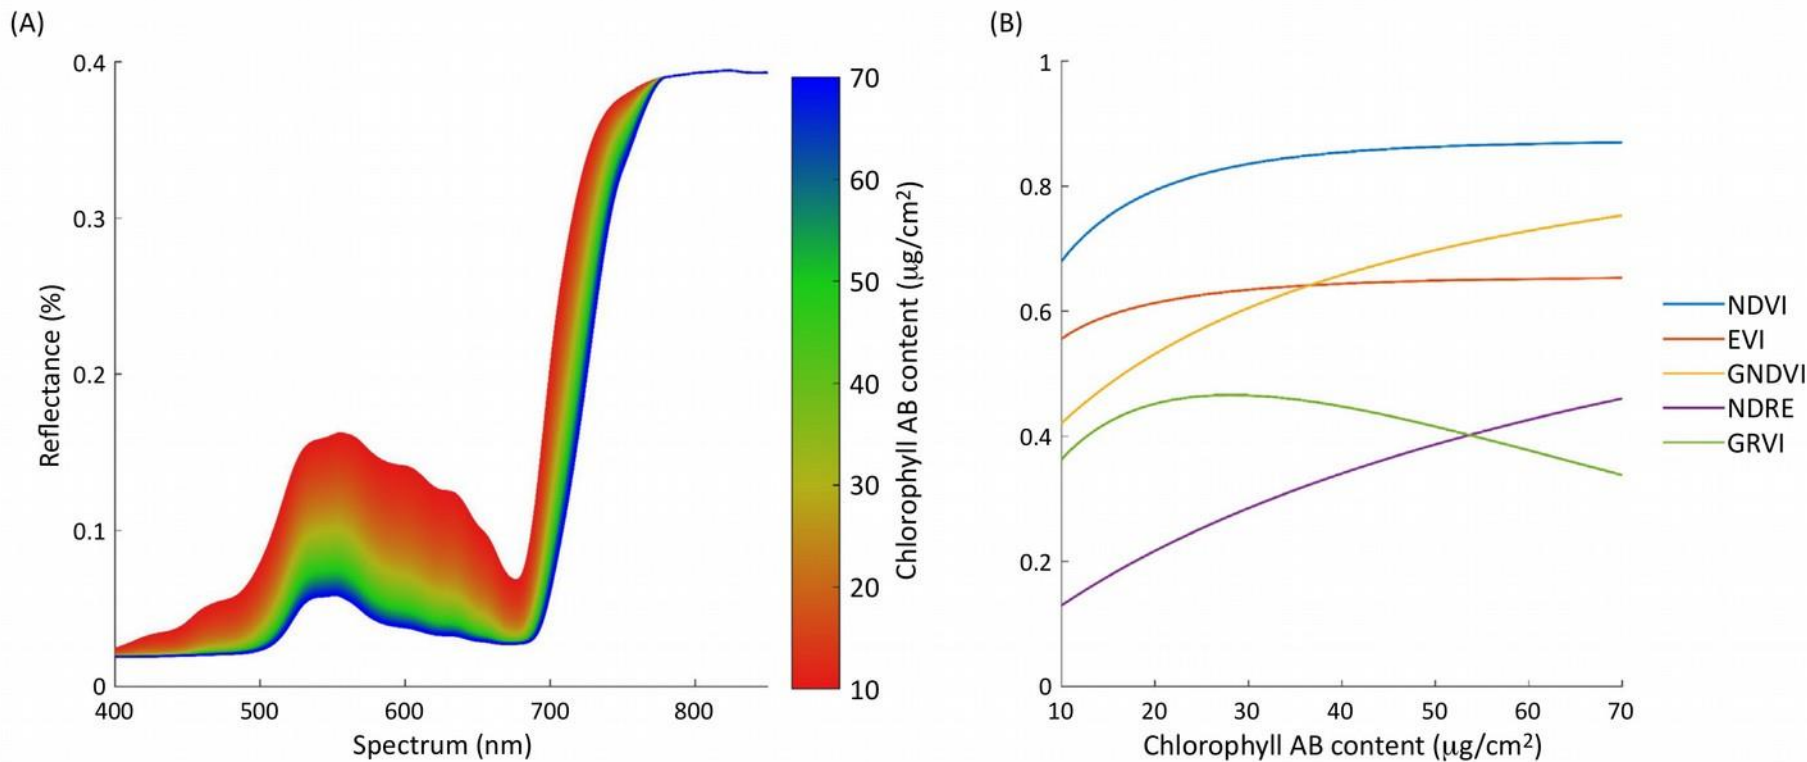 (A)
0.4
0.3
0.2
0.1
0
Reflectance (%)
400
500
600
700
800
Spectrum (nm)
70
60
50
40
30
20
10
Chlorophyll AB content (μg/cm²)
(B)
1
0.8
0.6
0.4
0.2
0
10
20
30
40
50
60
70
Chlorophyll AB content (μg/cm²)
NDVI
EVI
GNDVI
NDRE
GRVI